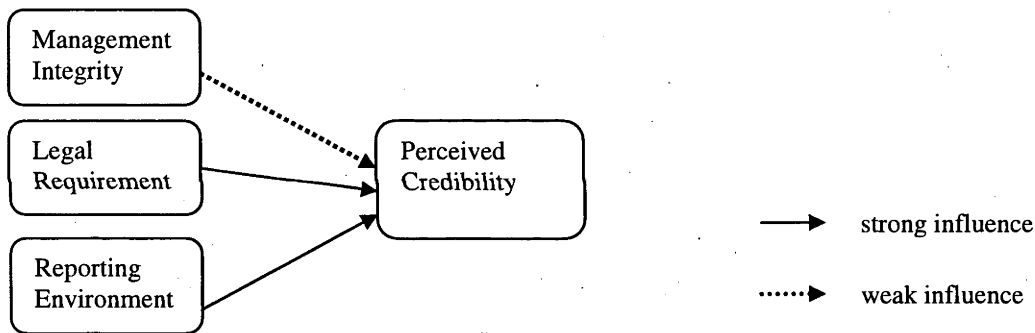 Management
Integrity
Legal
Requirement
Perceived
Credibility
Reporting
Environment
strong influence
weak influence